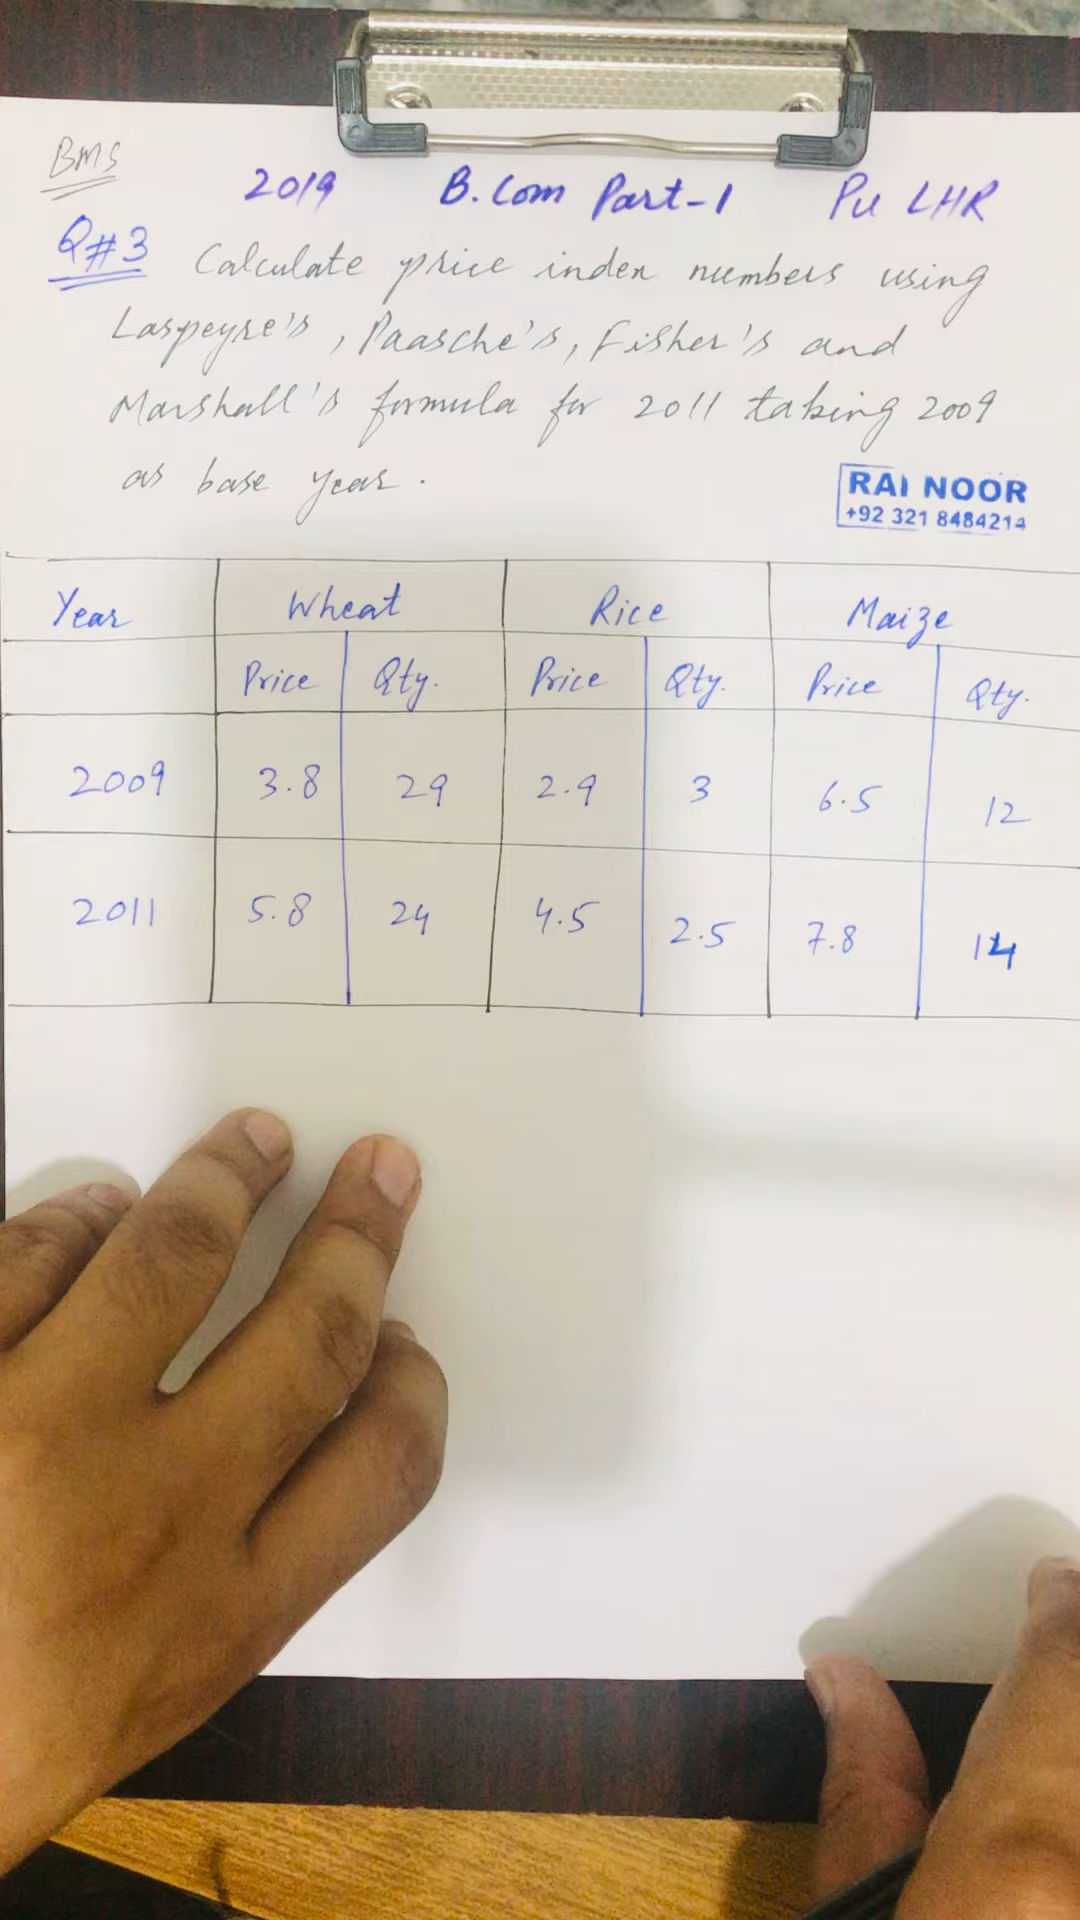 BMS
2019 B.Com Part-1 Pu LHR
Q#3 Calculate price index numbers using
Laspeyre's, Paasche's, Fisher's and
Marshall's formula for 2011 taking 2009
as base year.
RAI NOOR
+92 321 8484214
Year Wheat Rice Maize
Price Qty. Price Qty. Price Qty.
2009 3.8 29 2.9 3 6.5 12
2011 5.8 24 4.5 2.5 7.8 14